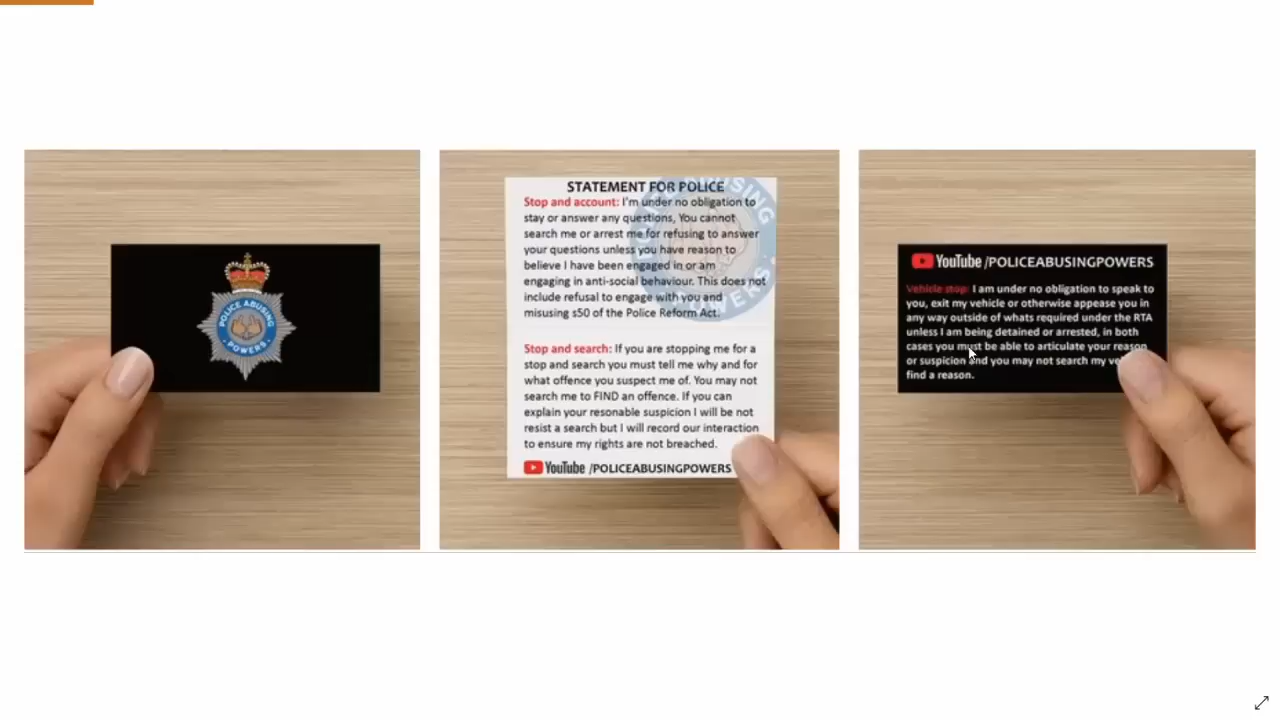 POLICE ABUSING
POWERS
STATEMENT FOR POLICE
Stop and account: I'm under no obligation to
stay or answer any questions, You cannot
search me or arrest me for refusing to answer
your questions unless you have reason to
believe I have been engaged in or am
engaging in anti-social behaviour. This does not
include refusal to engage with you and
misusing s50 of the Police Reform Act.
Stop and search: If you are stopping me for a
stop and search you must tell me why and for
what offence you suspect me of. You may not
search me to FIND an offence. If you can
explain your resonable suspicion I will be not
resist a search but I will record our interaction
to ensure my rights are not breached.
YouTube /POLICEABUSINGPOWERS
YouTube /POLICEABUSINGPOWERS
Vehicle stop: I am under no obligation to speak to
you, exit my vehicle or otherwise appease you in
any way outside of whats required under the RTA
unless I am being detained or arrested, in both
cases you must be able to articulate your reason
or suspicion and you may not search my
find a reason.